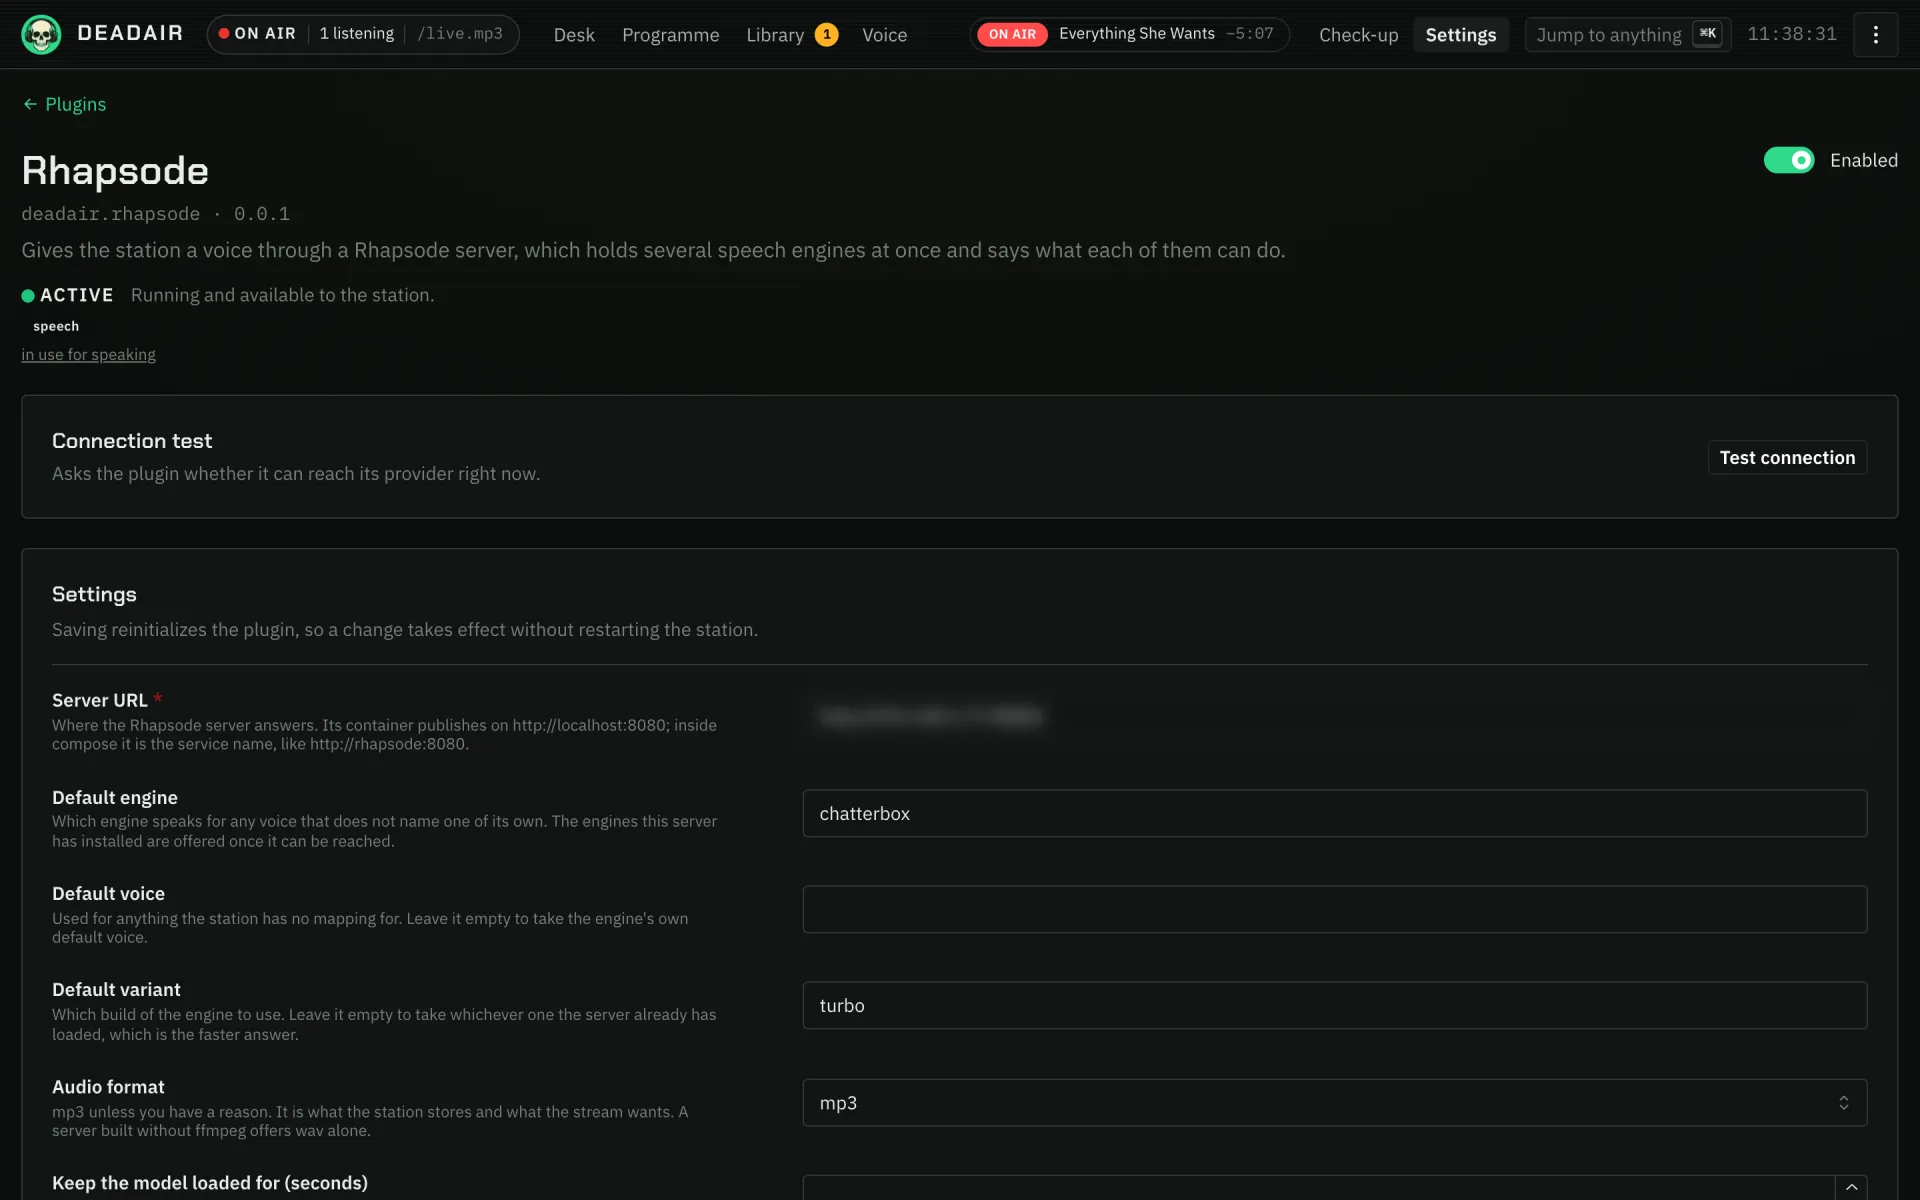 DEADAIR
ON AIR
1 listening
/live.mp3
Desk
Programme
Library
1
Voice
ON AIR
Everything She Wants
−5:07
Check-up
Settings
Jump to anything
⌘K
11:38:31
← Plugins
Rhapsode
Enabled
deadair.rhapsode · 0.0.1
Gives the station a voice through a Rhapsode server, which holds several speech engines at once and says what each of them can do.
ACTIVE Running and available to the station.
speech
in use for speaking
Connection test
Asks the plugin whether it can reach its provider right now.
Test connection
Settings
Saving reinitializes the plugin, so a change takes effect without restarting the station.
Server URL *
Where the Rhapsode server answers. Its container publishes on http://localhost:8080; inside
compose it is the service name, like http://rhapsode:8080.
Default engine
Which engine speaks for any voice that does not name one of its own. The engines this server
has installed are offered once it can be reached.
chatterbox
Default voice
Used for anything the station has no mapping for. Leave it empty to take the engine's own
default voice.
Default variant
Which build of the engine to use. Leave it empty to take whichever one the server already has
loaded, which is the faster answer.
turbo
Audio format
mp3 unless you have a reason. It is what the station stores and what the stream wants. A
server built without ffmpeg offers wav alone.
mp3
Keep the model loaded for (seconds)